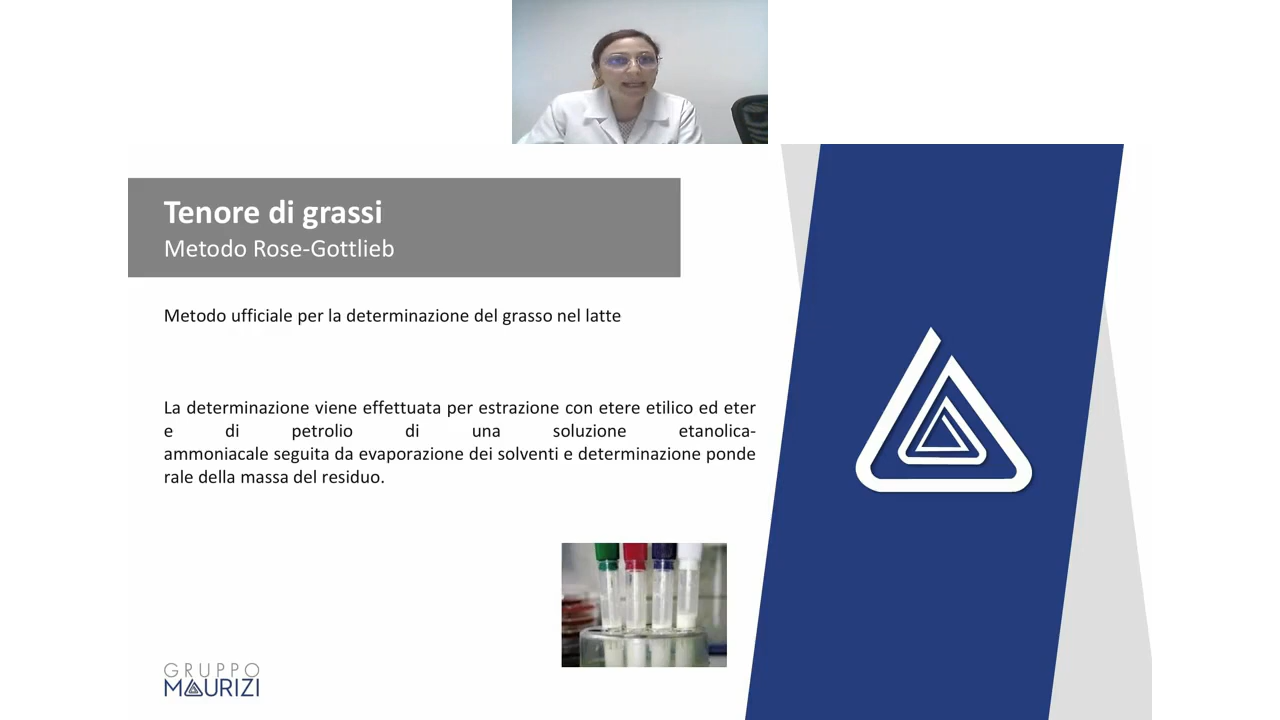 Tenore di grassi
Metodo Rose-Gottlieb
Metodo ufficiale per la determinazione del grasso nel latte
La determinazione viene effettuata per estrazione con etere etilico ed eter
e di petrolio di una soluzione etanolica-
ammoniacale seguita da evaporazione dei solventi e determinazione ponde
rale della massa del residuo.
GRUPPO
MAURIZI